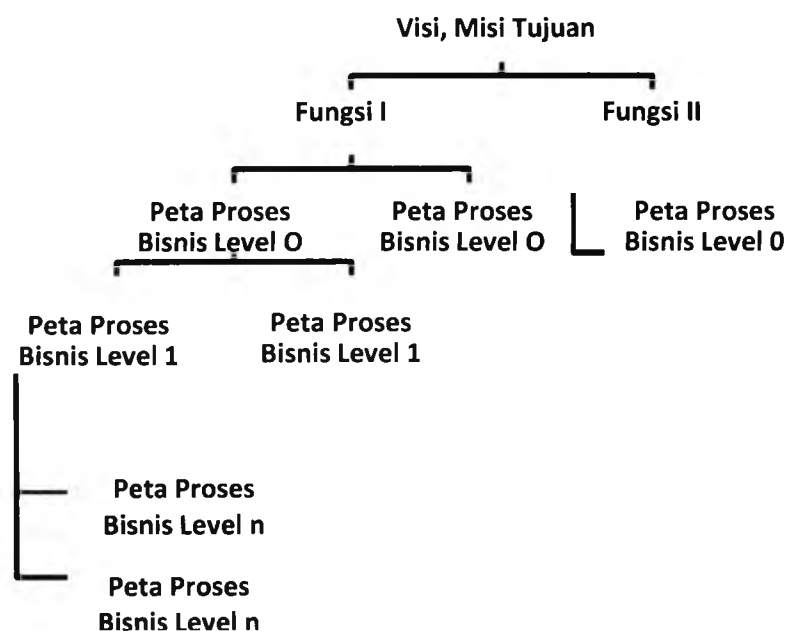 Visi, Misi Tujuan
Fungsi I
Fungsi II
Peta Proses
Bisnis Level O
Peta Proses
Bisnis Level O
Peta Proses
Bisnis Level 0
Peta Proses
Bisnis Level 1
Peta Proses
Bisnis Level 1
Peta Proses
Bisnis Level n
Peta Proses
Bisnis Level n